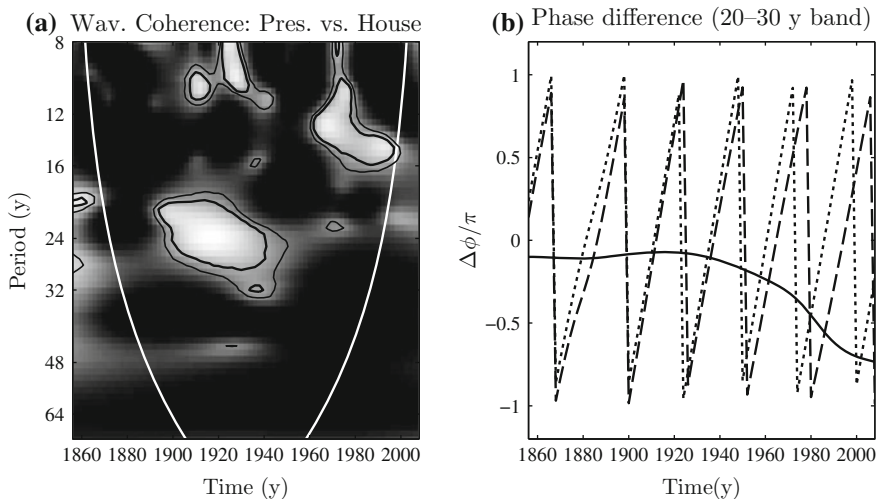 (a) Wav. Coherence: Pres. vs. House
8
12
16
24
32
48
64
Period (y)
1860 1880 1900 1920 1940 1960 1980 2000
Time (y)
(b) Phase difference (20–30 y band)
1
0.5
0
−0.5
−1
Δϕ/π
1860 1880 1900 1920 1940 1960 1980 2000
Time(y)